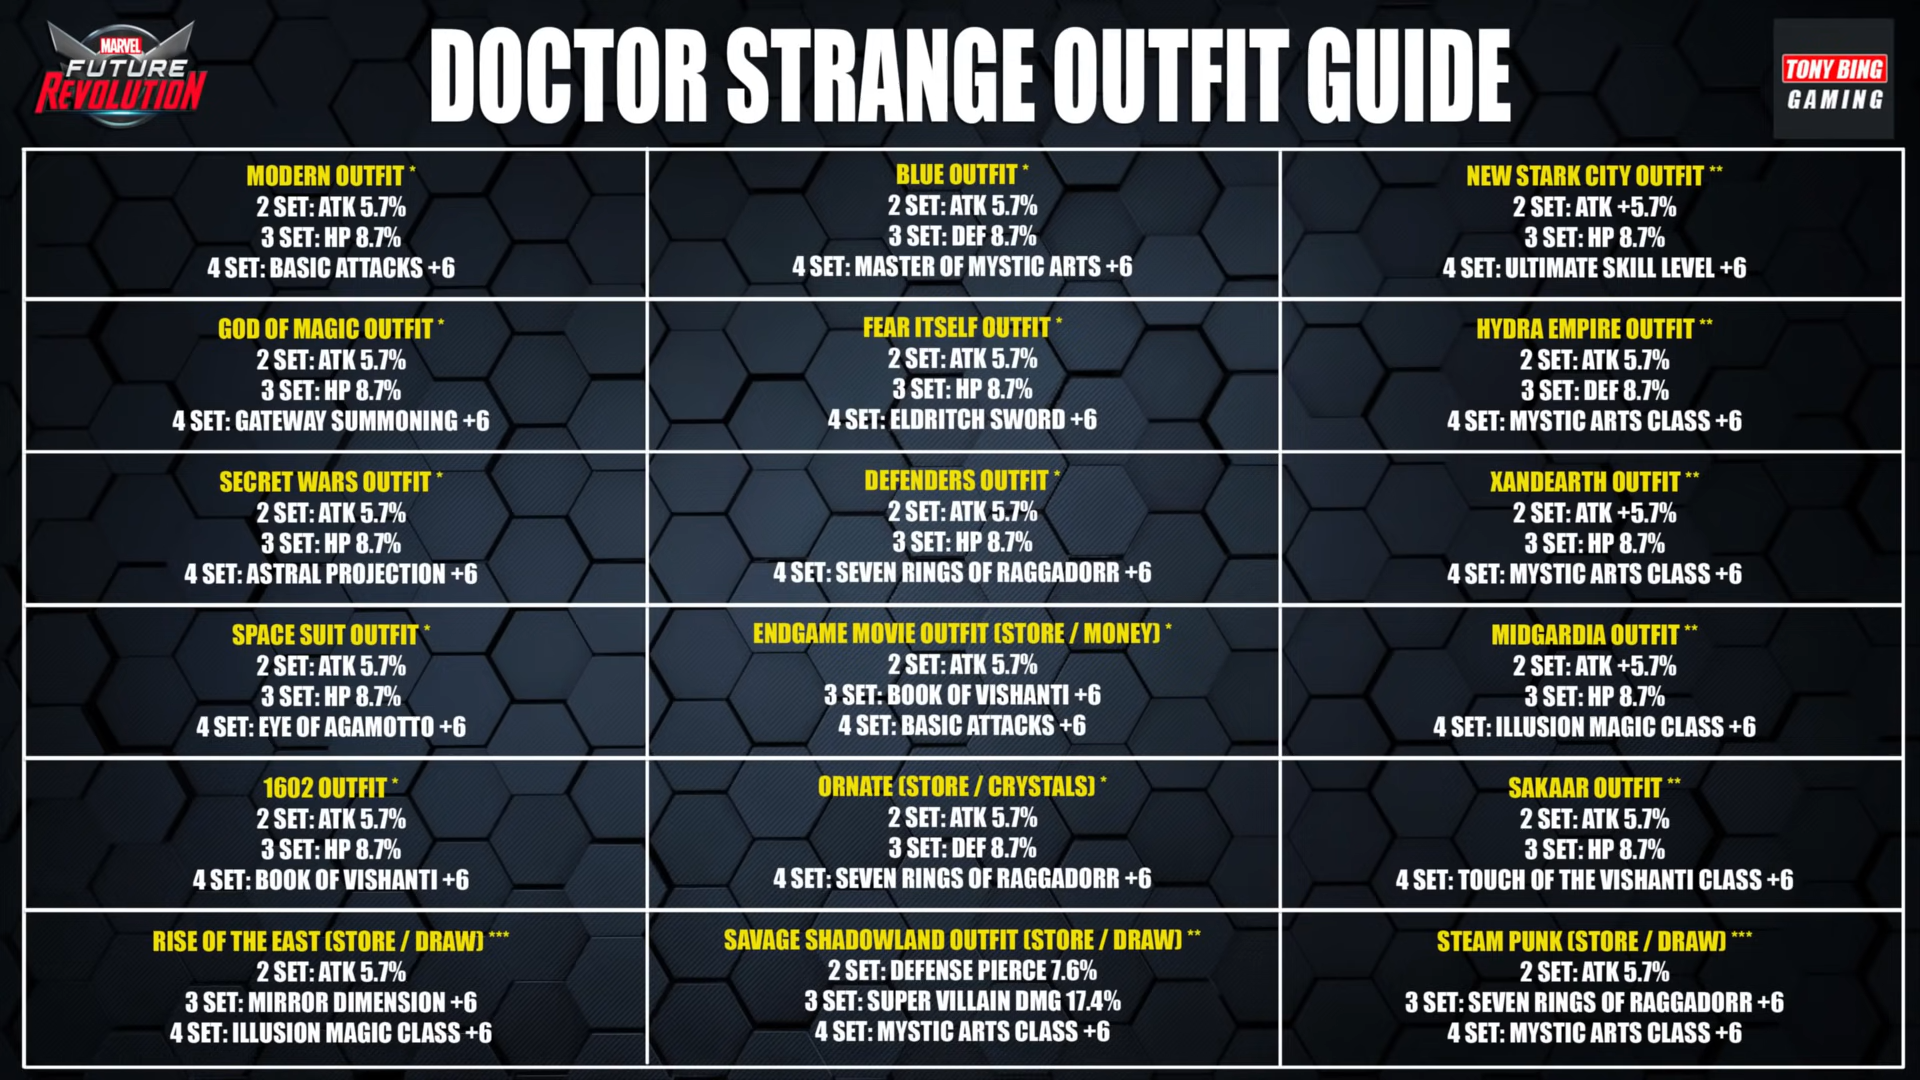 MARVEL
FUTURE
REVOLUTION
DOCTOR STRANGE OUTFIT GUIDE
TONY BING
GAMING
MODERN OUTFIT *
2 SET: ATK 5.7%
3 SET: HP 8.7%
4 SET: BASIC ATTACKS +6
BLUE OUTFIT *
2 SET: ATK 5.7%
3 SET: DEF 8.7%
4 SET: MASTER OF MYSTIC ARTS +6
NEW STARK CITY OUTFIT **
2 SET: ATK +5.7%
3 SET: HP 8.7%
4 SET: ULTIMATE SKILL LEVEL +6
GOD OF MAGIC OUTFIT *
2 SET: ATK 5.7%
3 SET: HP 8.7%
4 SET: GATEWAY SUMMONING +6
FEAR ITSELF OUTFIT *
2 SET: ATK 5.7%
3 SET: HP 8.7%
4 SET: ELDRITCH SWORD +6
HYDRA EMPIRE OUTFIT **
2 SET: ATK 5.7%
3 SET: DEF 8.7%
4 SET: MYSTIC ARTS CLASS +6
SECRET WARS OUTFIT *
2 SET: ATK 5.7%
3 SET: HP 8.7%
4 SET: ASTRAL PROJECTION +6
DEFENDERS OUTFIT *
2 SET: ATK 5.7%
3 SET: HP 8.7%
4 SET: SEVEN RINGS OF RAGGADORR +6
XANDEARTH OUTFIT **
2 SET: ATK +5.7%
3 SET: HP 8.7%
4 SET: MYSTIC ARTS CLASS +6
SPACE SUIT OUTFIT *
2 SET: ATK 5.7%
3 SET: HP 8.7%
4 SET: EYE OF AGAMOTTO +6
ENDGAME MOVIE OUTFIT (STORE / MONEY) *
2 SET: ATK 5.7%
3 SET: BOOK OF VISHANTI +6
4 SET: BASIC ATTACKS +6
MIDGARDIA OUTFIT **
2 SET: ATK +5.7%
3 SET: HP 8.7%
4 SET: ILLUSION MAGIC CLASS +6
1602 OUTFIT *
2 SET: ATK 5.7%
3 SET: HP 8.7%
4 SET: BOOK OF VISHANTI +6
ORNATE (STORE / CRYSTALS) *
2 SET: ATK 5.7%
3 SET: DEF 8.7%
4 SET: SEVEN RINGS OF RAGGADORR +6
SAKAAR OUTFIT **
2 SET: ATK 5.7%
3 SET: HP 8.7%
4 SET: TOUCH OF THE VISHANTI CLASS +6
RISE OF THE EAST (STORE / DRAW) ***
2 SET: ATK 5.7%
3 SET: MIRROR DIMENSION +6
4 SET: ILLUSION MAGIC CLASS +6
SAVAGE SHADOWLAND OUTFIT (STORE / DRAW) **
2 SET: DEFENSE PIERCE 7.6%
3 SET: SUPER VILLAIN DMG 17.4%
4 SET: MYSTIC ARTS CLASS +6
STEAM PUNK (STORE / DRAW) ***
2 SET: ATK 5.7%
3 SET: SEVEN RINGS OF RAGGADORR +6
4 SET: MYSTIC ARTS CLASS +6